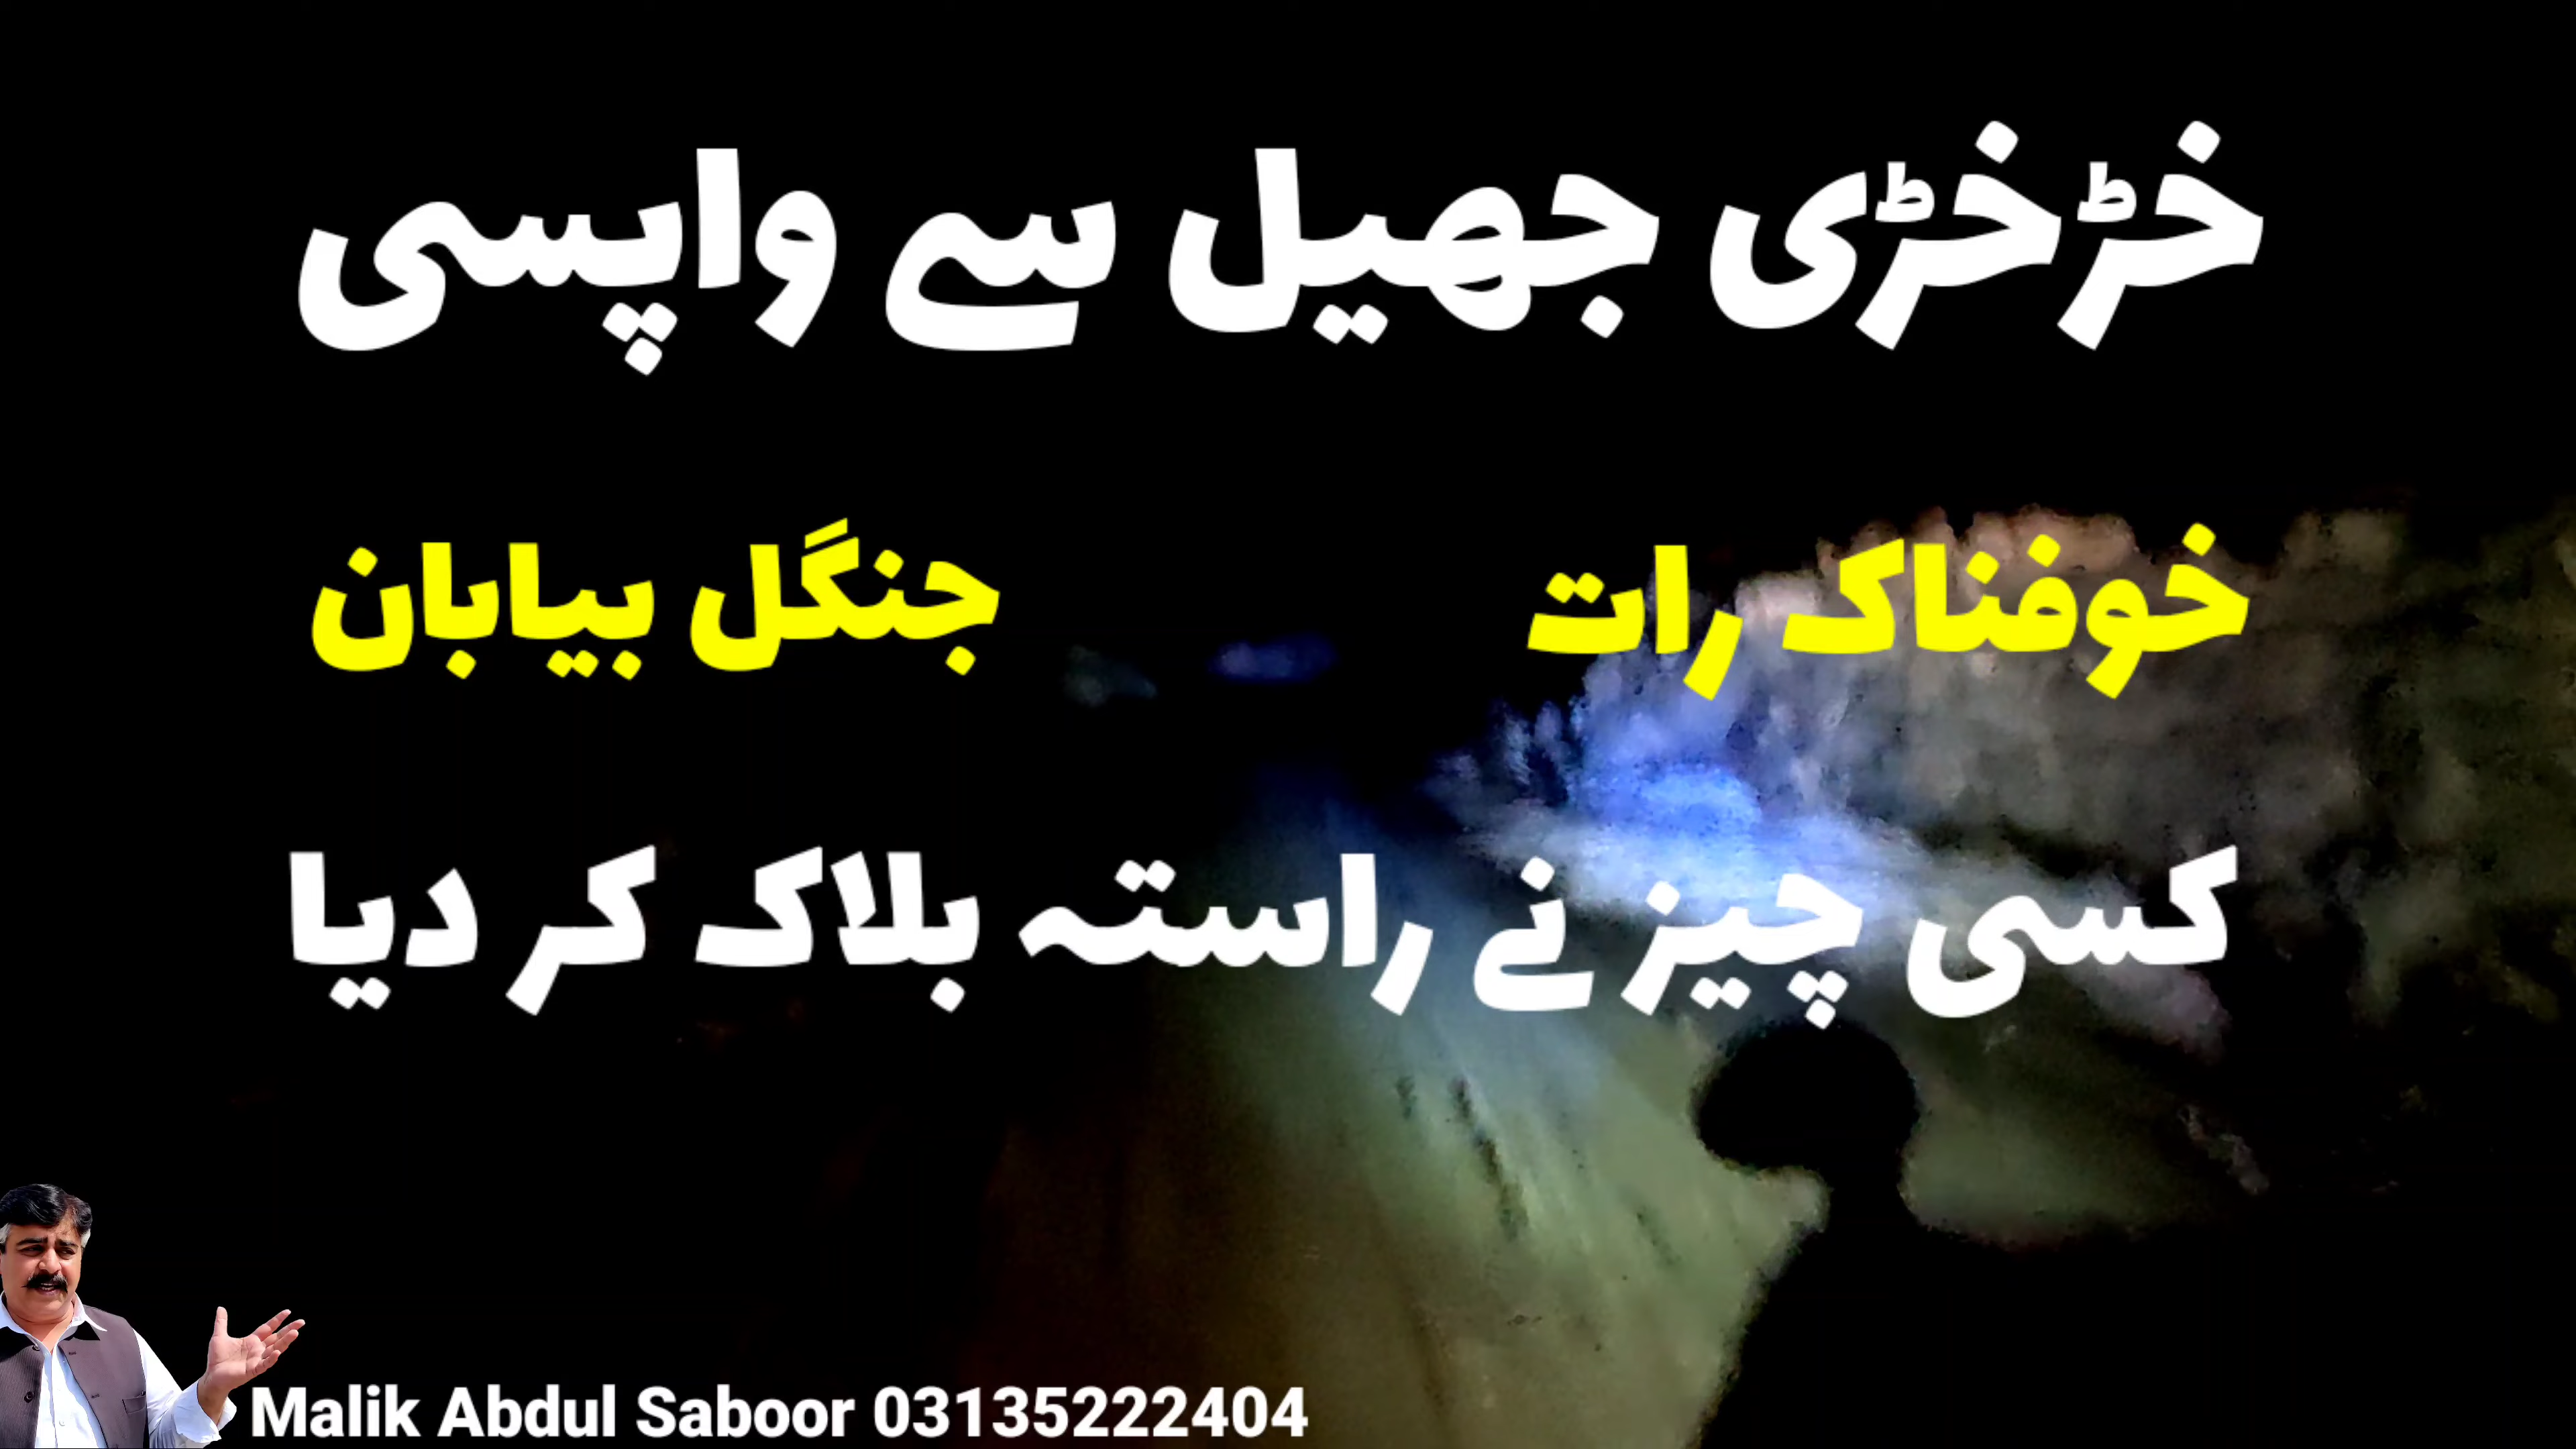 خڑخڑی جھیل سے واپسی
خوفناک رات جنگل بیابان
کسی چیز نے راستہ بلاک کر دیا
Malik Abdul Saboor 03135222404